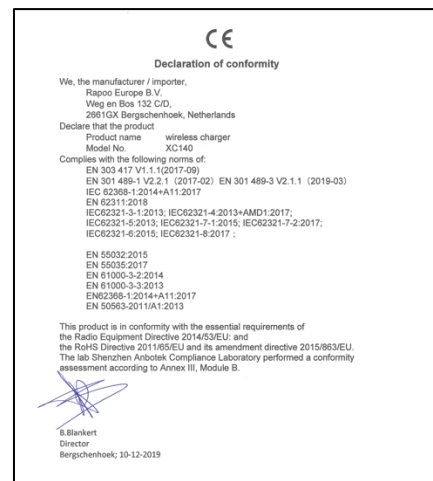 CE
Declaration of conformity
We, the manufacturer / importer,
Rapoo Europe B.V.
Weg en Bos 132 C/D,
2661GX Bergschenhoek, Netherlands
Declare that the product
Product name wireless charger
Model No. XC140
Complies with the following norms of:
EN 303 417 V1.1.1(2017-09)
EN 301 489-1 V2.2.1 (2017-02) EN 301 489-3 V2.1.1 (2019-03)
IEC 62368-1:2014+A11:2017
EN 62311:2018
IEC62321-3-1:2013; IEC62321-4:2013+AMD1:2017;
IEC62321-5:2013; IEC62321-7-1:2015; IEC62321-7-2:2017;
IEC62321-6:2015; IEC62321-8:2017 ;
EN 55032:2015
EN 55035:2017
EN 61000-3-2:2014
EN 61000-3-3:2013
EN62368-1:2014+A11:2017
EN 50563-2011/A1:2013
This product is in conformity with the essential requirements of
the Radio Equipment Directive 2014/53/EU: and
the RoHS Directive 2011/65/EU and its amendment directive 2015/863/EU.
The lab Shenzhen Anbotek Compliance Laboratory performed a conformity
assessment according to Annex III, Module B.
B.Blankert
Director
Bergschenhoek; 10-12-2019